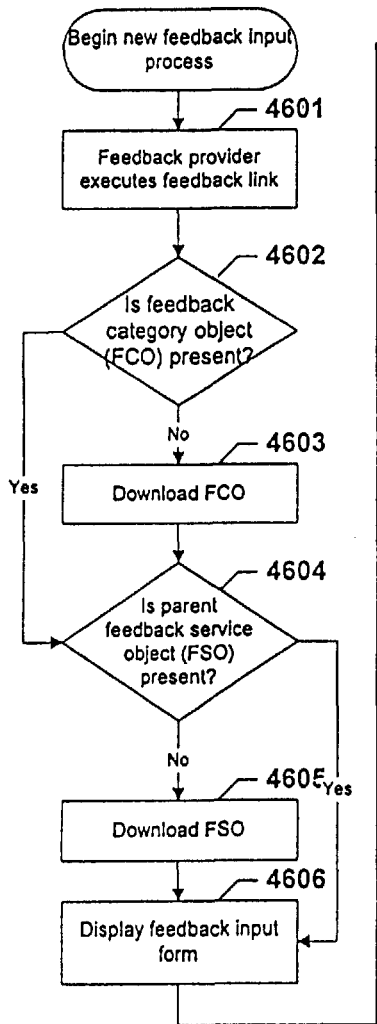 Begin new feedback input
process
4601
Feedback provider
executes feedback link
4602
Is feedback
category object
(FCO) present?
No
4603
Yes
Download FCO
4604
Is parent
feedback service
object (FSO)
present?
No
4605
Yes
Download FSO
4606
Display feedback input
form